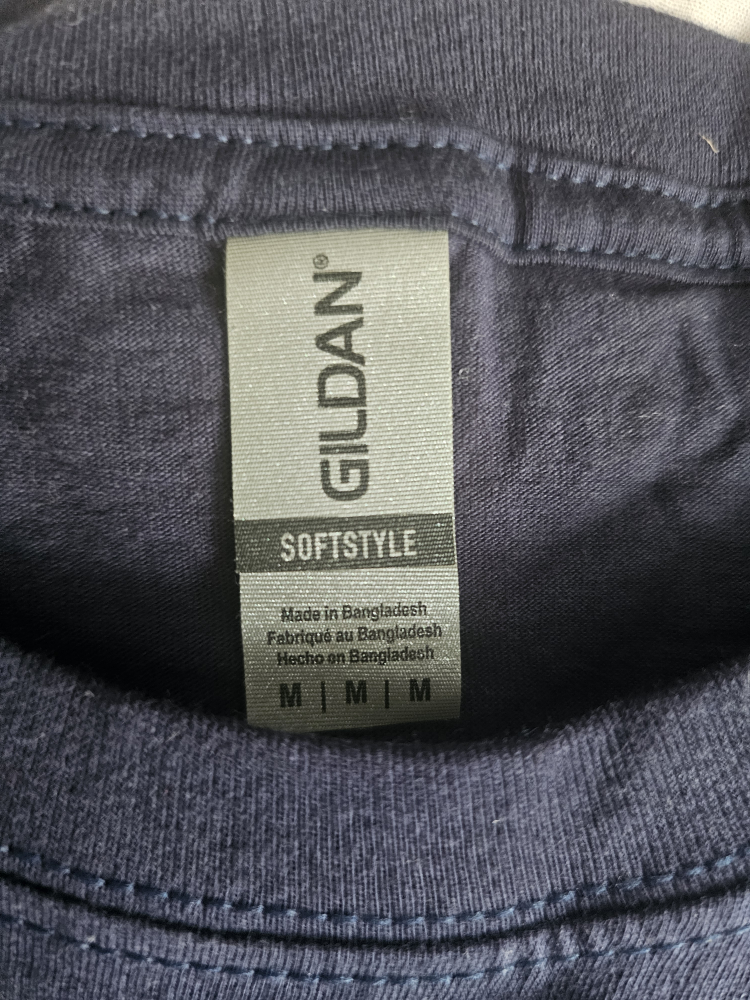 GILDAN®
SOFTSTYLE
Made in Bangladesh
Fabriqué au Bangladesh
Hecho en Bangladesh
M | M | M